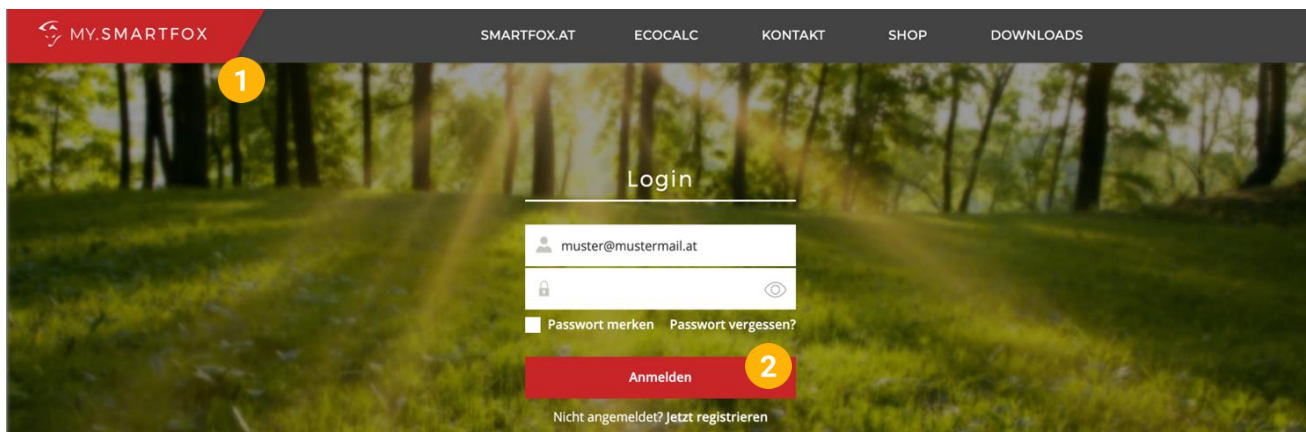 MY.SMARTFOX
SMARTFOX.AT ECOCALC KONTAKT SHOP DOWNLOADS
1
Login
muster@mustermail.at
Passwort merken Passwort vergessen?
Anmelden
2
Nicht angemeldet? Jetzt registrieren